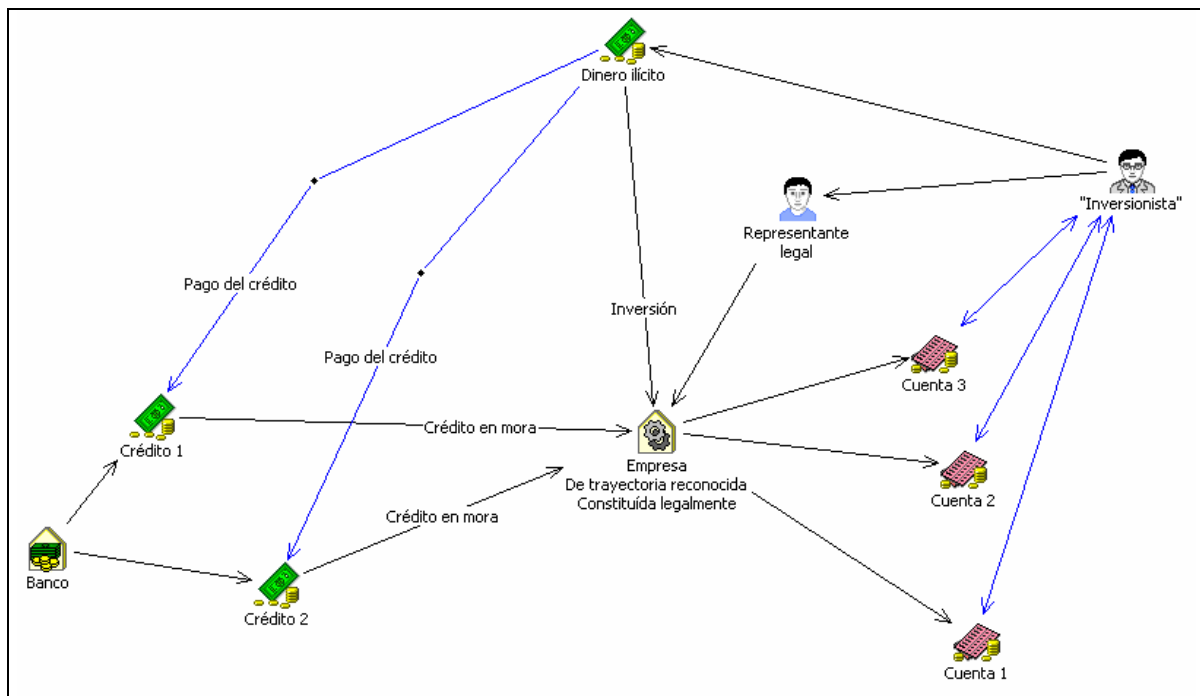 Dinero ilícito
"Inversionista"
Representante
legal
Pago del crédito
Inversión
Pago del crédito
Cuenta 3
Crédito en mora
Crédito 1
Empresa
De trayectoria reconocida
Constituída legalmente
Cuenta 2
Crédito en mora
Banco
Crédito 2
Cuenta 1